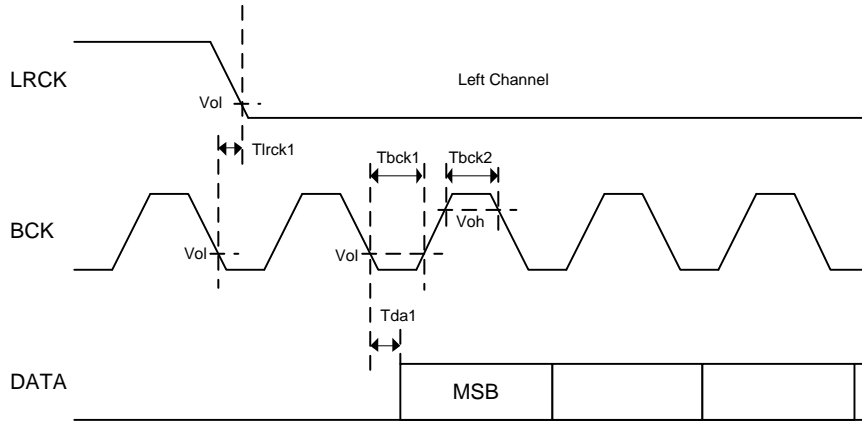 LRCK
Left Channel
Vol
Tlrck1
Tbck1
Tbck2
BCK
Voh
Vol
Vol
Tda1
DATA
MSB